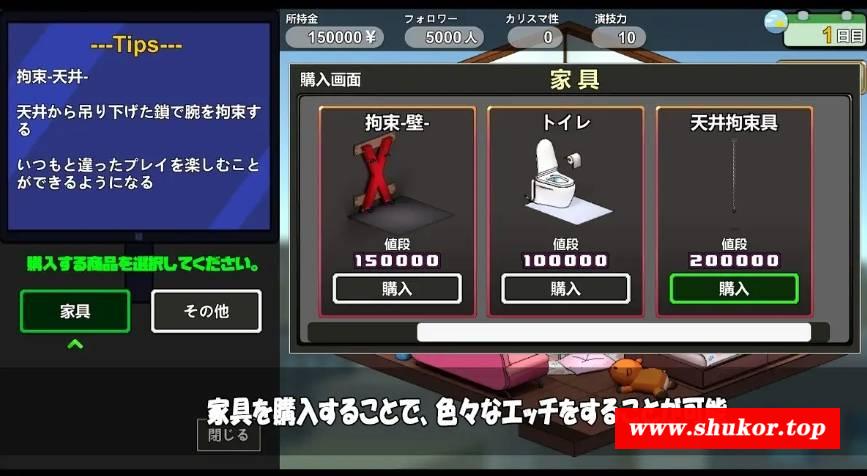 ---Tips---
拘束-天井-
天井から吊り下げた鎖で腕を拘束す
る
いつもと違ったプレイを楽しむこと
ができるようになる
購入する商品を選択してください。
家具
その他
所持金
150000¥
フォロワー
5000人
カリスマ性
0
演技力
10
1日目
購入画面
家具
拘束-壁-
値段
150000
購入
トイレ
値段
100000
購入
天井拘束具
値段
200000
購入
家具を購入することで、色々なエッチをすることが可能
閉じる
www.shukor.top